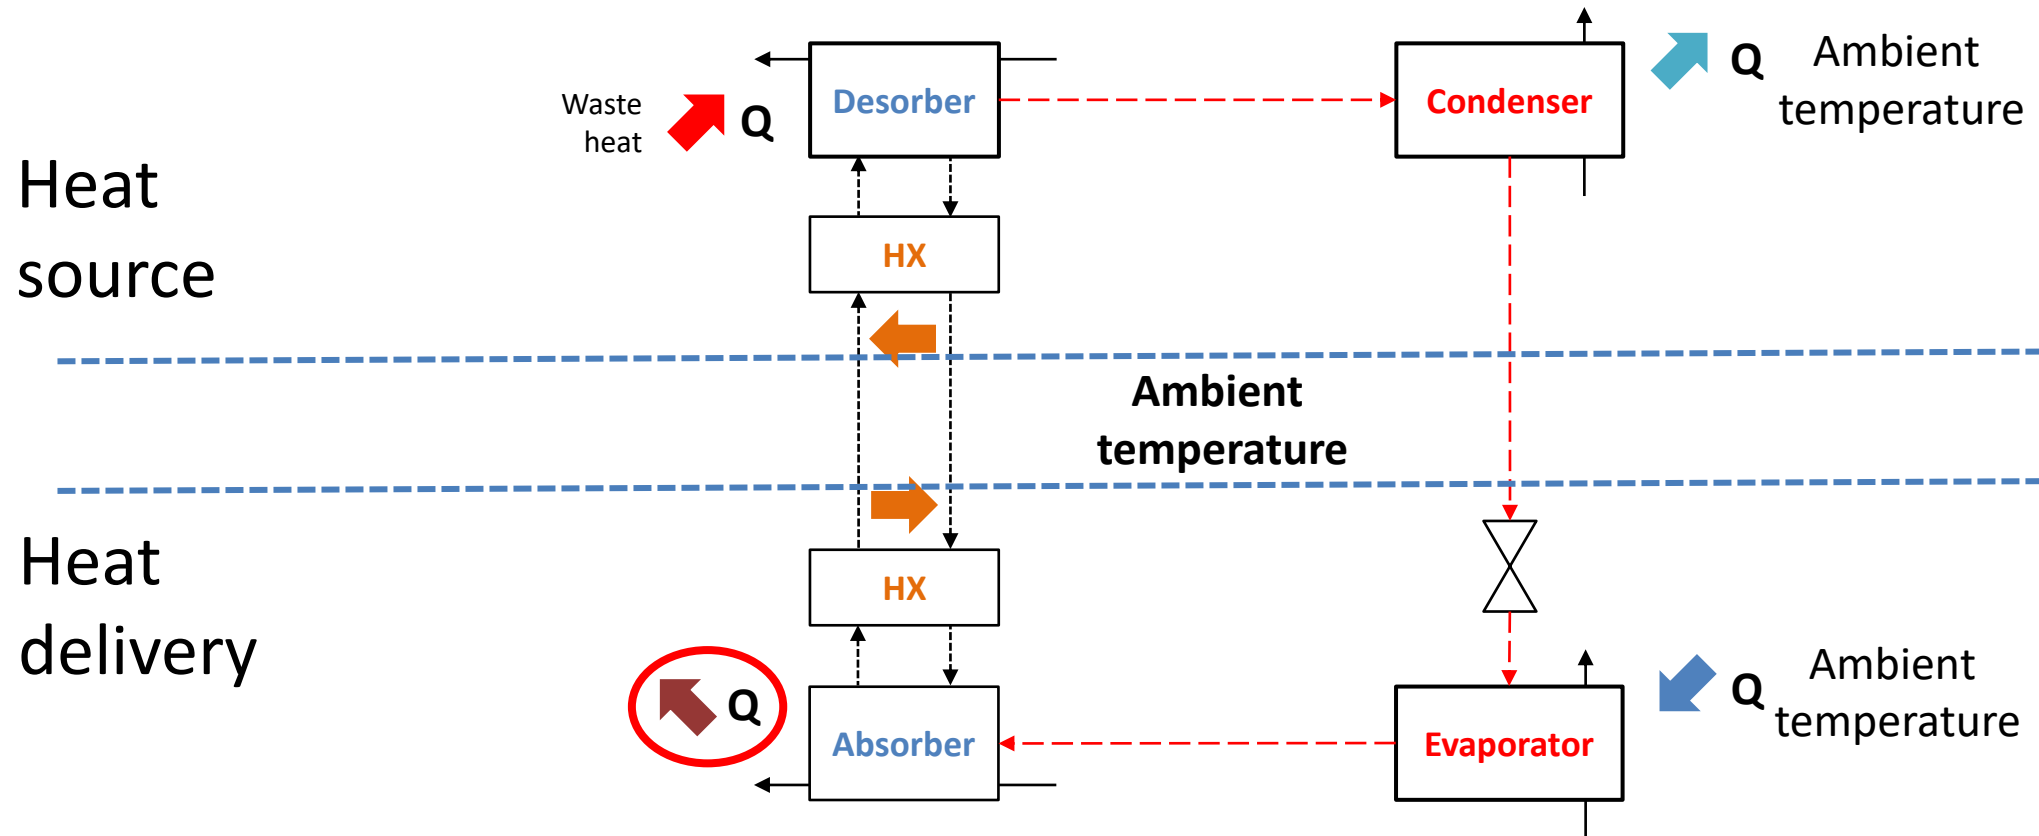 Desorber
Condenser
Q
Ambient
temperature
Waste
heat
Q
Heat
source
HX
Ambient
temperature
Heat
delivery
HX
Q
Absorber
Evaporator
Q
Ambient
temperature